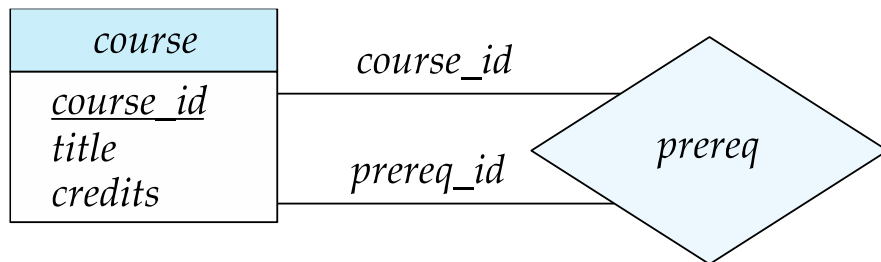 course
course_id
title
credits
course_id
prereq_id
prereq